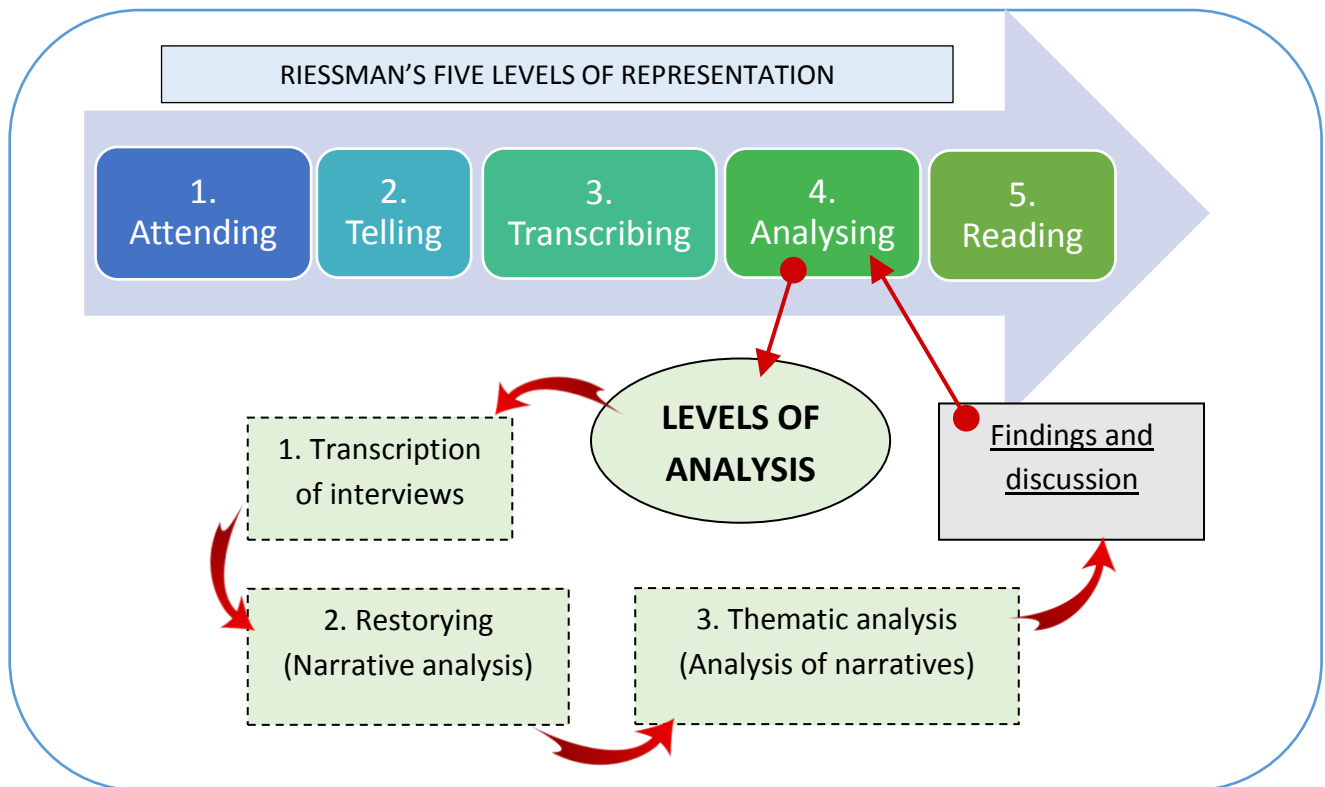 RIESSMAN'S FIVE LEVELS OF REPRESENTATION
1.
Attending
2.
Telling
3.
Transcribing
4.
Analysing
5.
Reading
LEVELS OF
ANALYSIS
1. Transcription
of interviews
2. Restorying
(Narrative analysis)
3. Thematic analysis
(Analysis of narratives)
Findings and
discussion